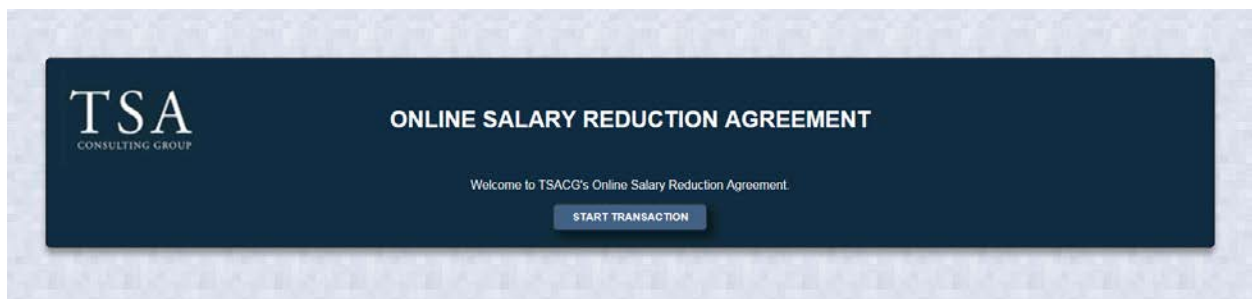 TSA
CONSULTING GROUP
ONLINE SALARY REDUCTION AGREEMENT
Welcome to TSACG's Online Salary Reduction Agreement.
START TRANSACTION